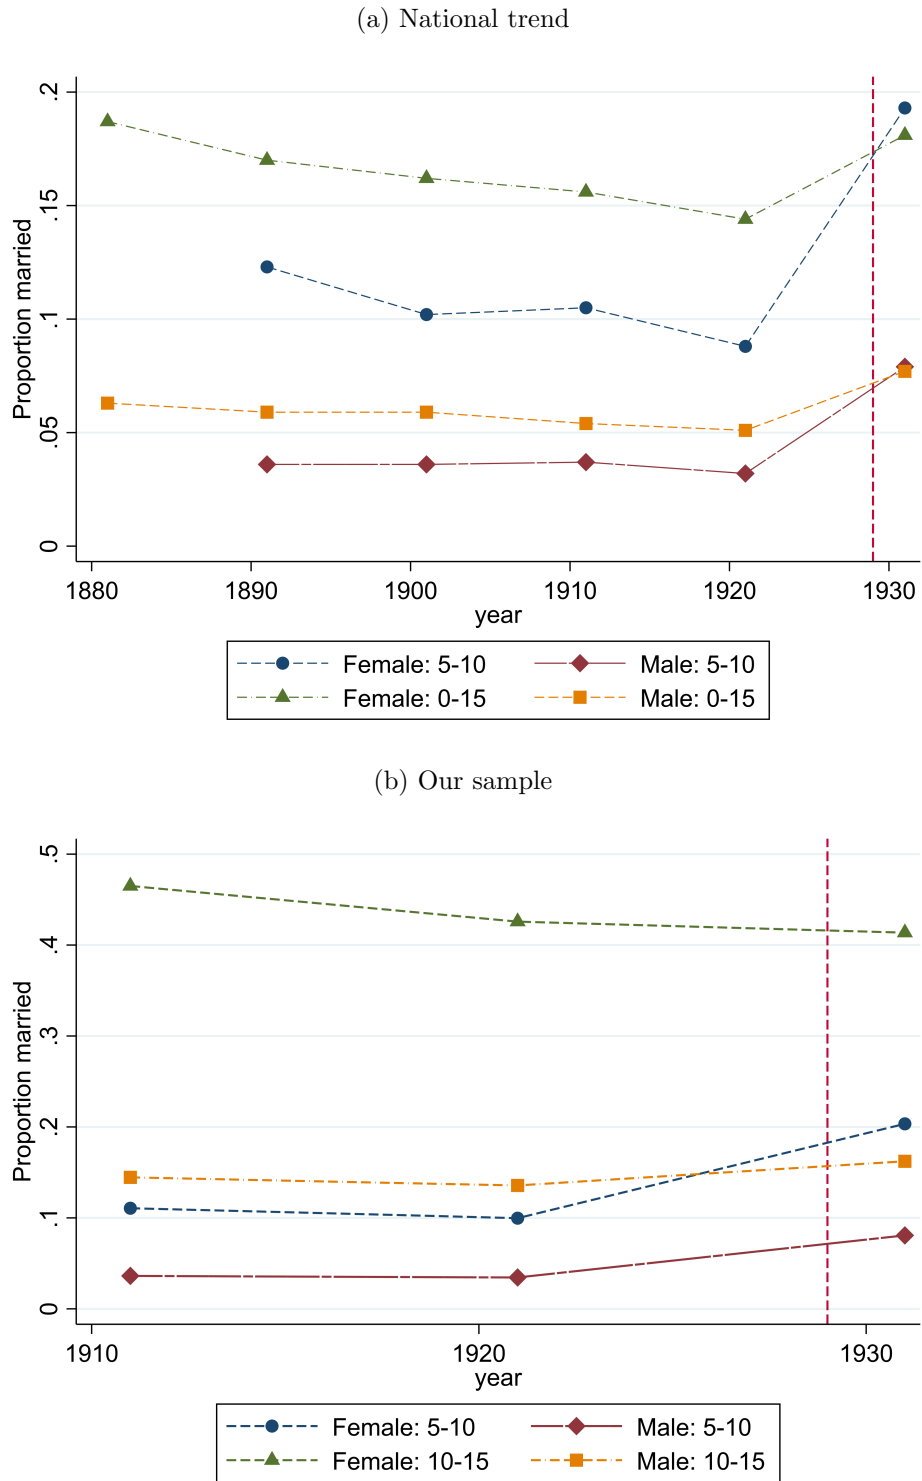 (a) National trend
.2
.15
.1
.05
0
Proportion married
1880 1890 1900 1910 1920 1930
year
Female: 5-10 Male: 5-10
Female: 0-15 Male: 0-15
(b) Our sample
.5
.4
.3
.2
.1
0
Proportion married
1910 1920 1930
year
Female: 5-10 Male: 5-10
Female: 10-15 Male: 10-15